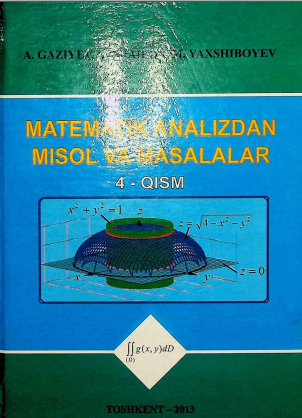 A. GAZIYEV, M. YAXSHIBOYEV
MATEMATIK ANALIZDAN
MISOL VA MASALALAR
4 - QISM
x² + y² = 1
z
z = √4 - x² - y²
x
y
z = 0
∬ g(x, y)dD
(D)
TOSHKENT – 2013